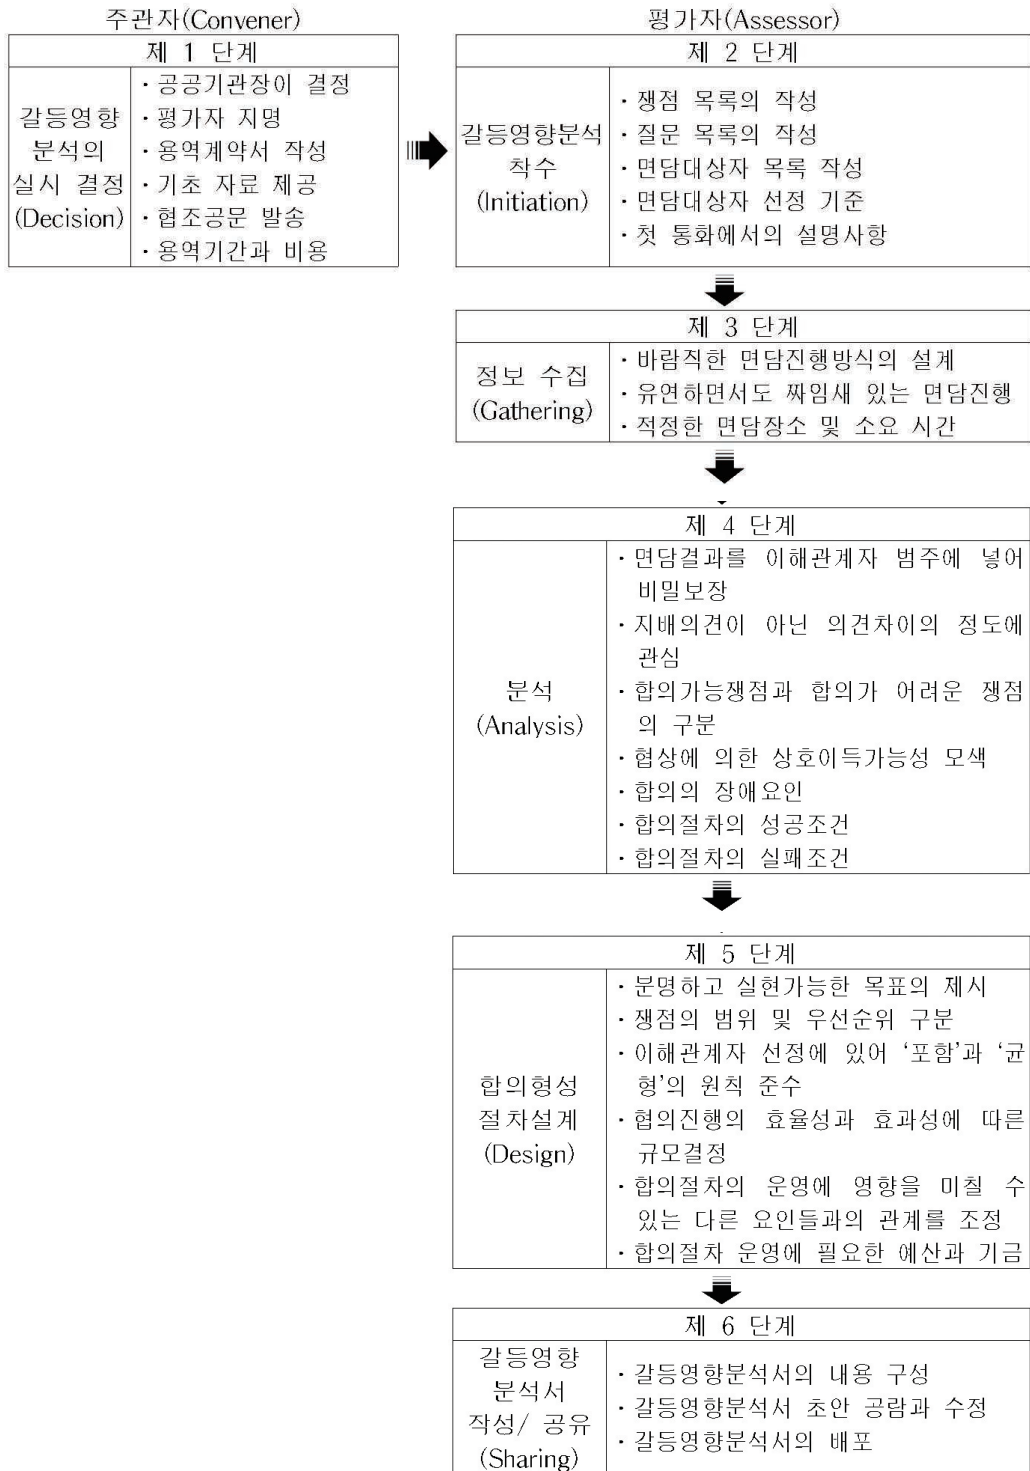 주관자(Convener)
제 1 단계
갈등영향
분석의
실시 결정
(Decision)
· 공공기관장이 결정
· 평가자 지명
· 용역계약서 작성
· 기초 자료 제공
· 협조공문 발송
· 용역기간과 비용
평가자(Assessor)
제 2 단계
갈등영향분석
착수
(Initiation)
· 쟁점 목록의 작성
· 질문 목록의 작성
· 면담대상자 목록 작성
· 면담대상자 선정 기준
· 첫 통화에서의 설명사항
제 3 단계
정보 수집
(Gathering)
· 바람직한 면담진행방식의 설계
· 유연하면서도 짜임새 있는 면담진행
· 적정한 면담장소 및 소요 시간
제 4 단계
분석
(Analysis)
· 면담결과를 이해관계자 범주에 넣어
비밀보장
· 지배의견이 아닌 의견차이의 정도에
관심
· 합의가능쟁점과 합의가 어려운 쟁점
의 구분
· 협상에 의한 상호이득가능성 모색
· 합의의 장애요인
· 합의절차의 성공조건
· 합의절차의 실패조건
제 5 단계
합의형성
절차설계
(Design)
· 분명하고 실현가능한 목표의 제시
· 쟁점의 범위 및 우선순위 구분
· 이해관계자 선정에 있어 ‘포함’과 ‘균
형’의 원칙 준수
· 협의진행의 효율성과 효과성에 따른
규모결정
· 합의절차의 운영에 영향을 미칠 수
있는 다른 요인들과의 관계를 조정
· 합의절차 운영에 필요한 예산과 기금
제 6 단계
갈등영향
분석서
작성/ 공유
(Sharing)
· 갈등영향분석서의 내용 구성
· 갈등영향분석서 초안 공람과 수정
· 갈등영향분석서의 배포